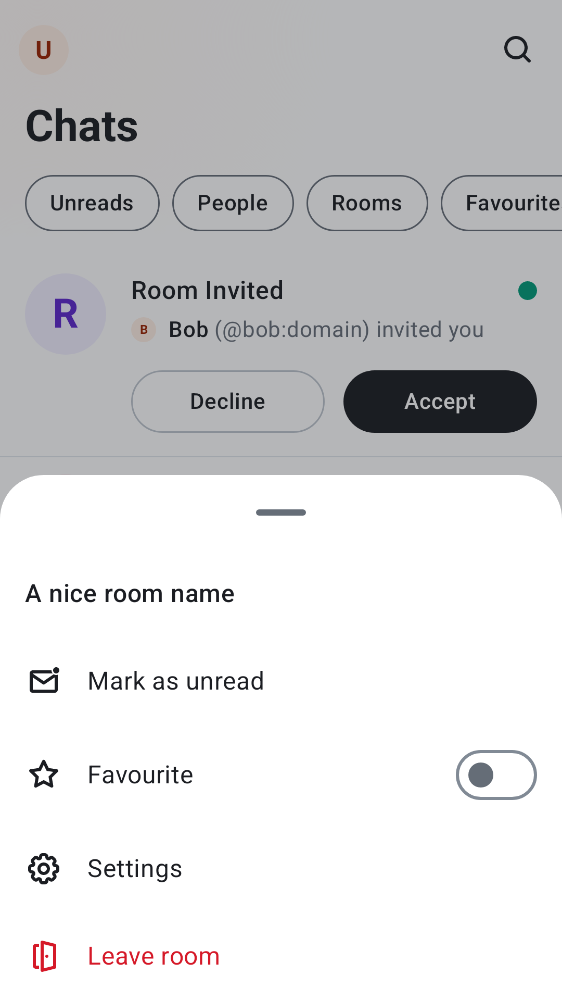 U
Chats
Unreads People Rooms Favourite
R
Room Invited
B Bob (@bob:domain) invited you
Decline Accept
A nice room name
Mark as unread
Favourite
Settings
Leave room